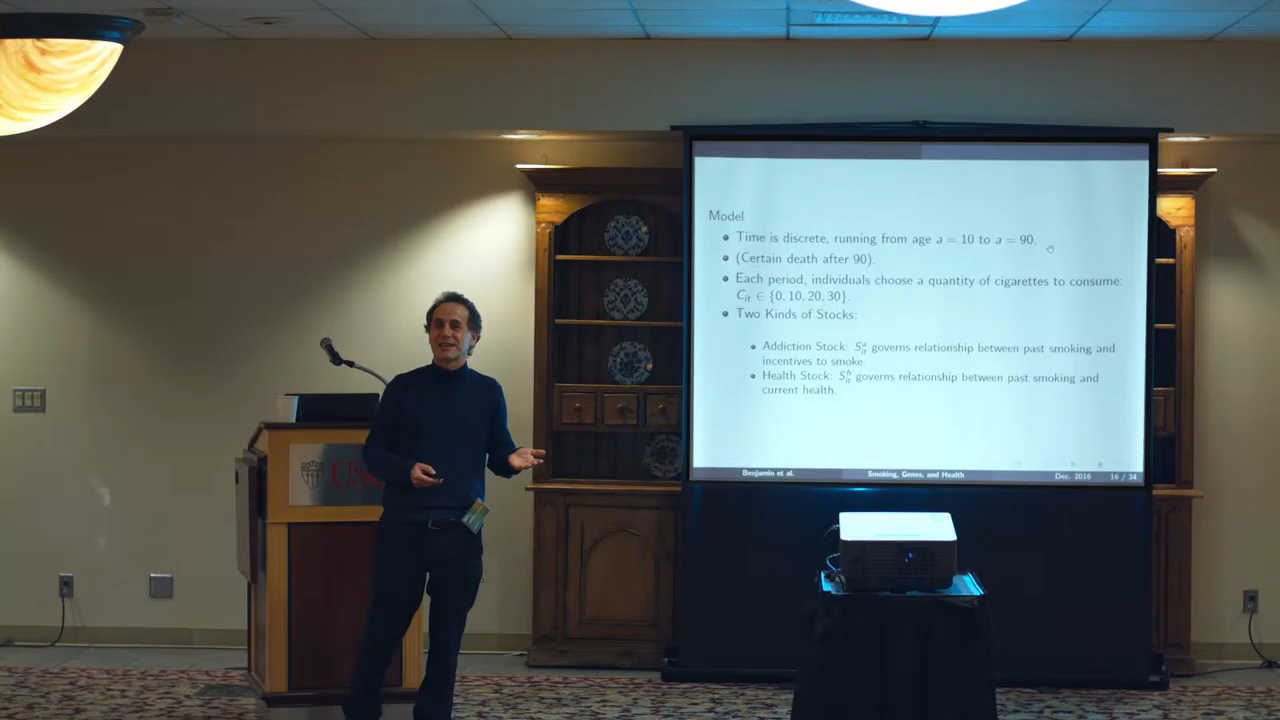 Model
Time is discrete, running from age a = 10 to a = 90.
(Certain death after 90).
Each period, individuals choose a quantity of cigarettes to consume:
C_it ∈ {0, 10, 20, 30}.
Two Kinds of Stocks:
Addiction Stock: S^a_it governs relationship between past smoking and
incentives to smoke.
Health Stock: S^h_it governs relationship between past smoking and
current health.
Benjamin et al. Smoking, Genes, and Health Dec. 2016 16 / 34